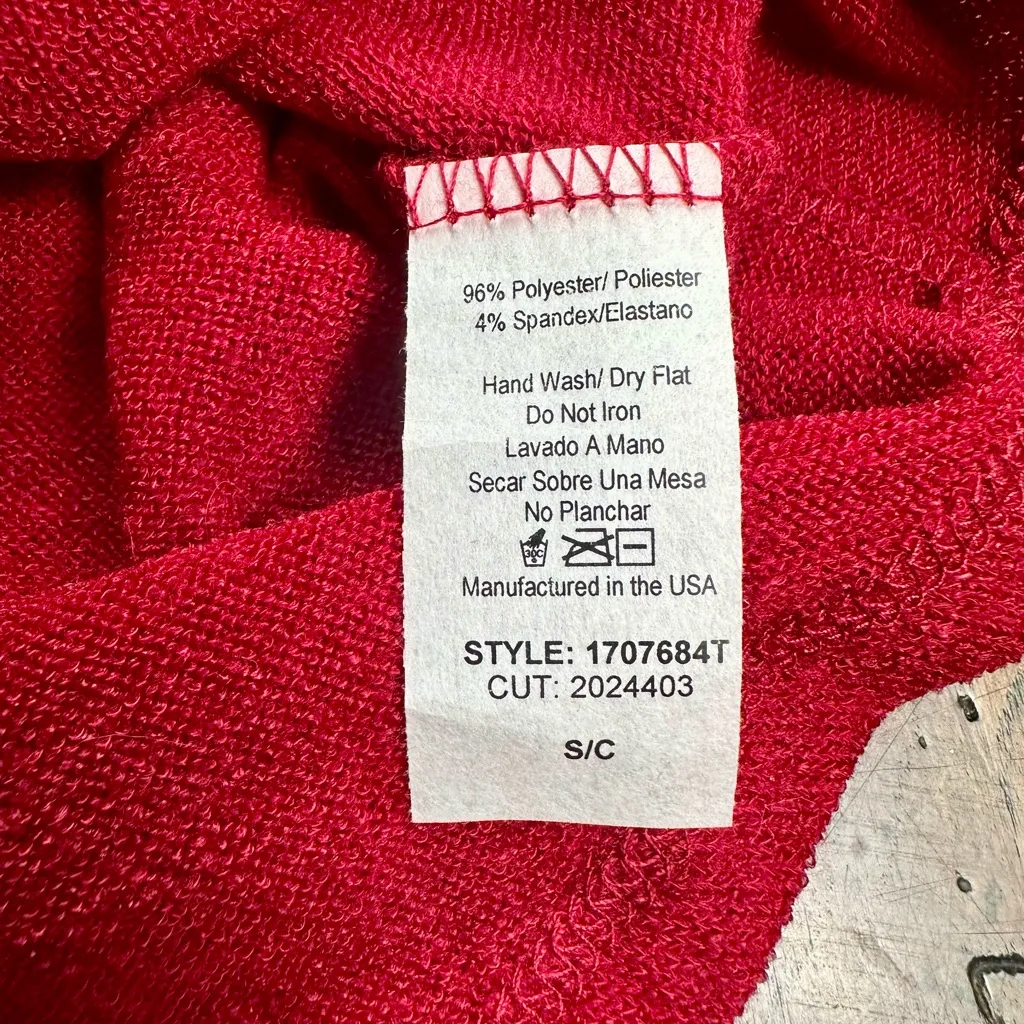 96% Polyester/ Poliester
4% Spandex/Elastano
Hand Wash/ Dry Flat
Do Not Iron
Lavado A Mano
Secar Sobre Una Mesa
No Planchar
30C
Manufactured in the USA
STYLE: 1707684T
CUT: 2024403
S/C